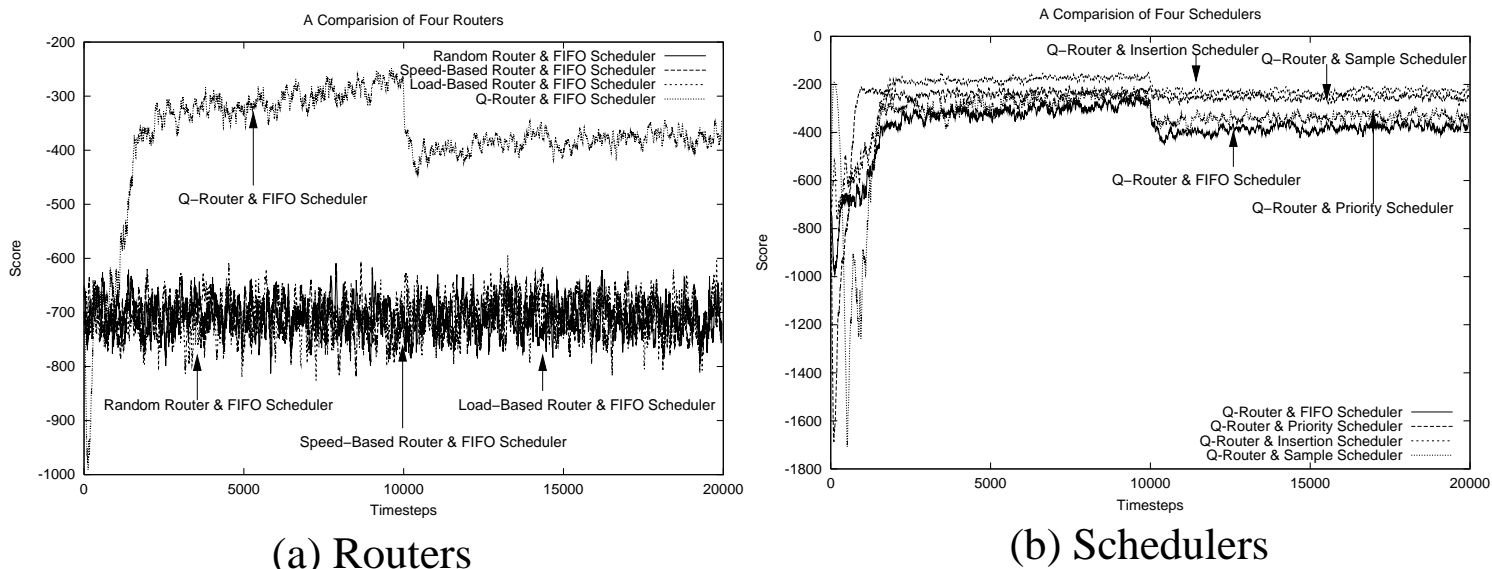 A Comparision of Four Routers
-200
-300
-400
-500
-600
-700
-800
-900
-1000
Score
Random Router & FIFO Scheduler
Speed-Based Router & FIFO Scheduler
Load-Based Router & FIFO Scheduler
Q-Router & FIFO Scheduler
Q−Router & FIFO Scheduler
Random Router & FIFO Scheduler
Load−Based Router & FIFO Scheduler
Speed−Based Router & FIFO Scheduler
0 5000 10000 15000 20000
Timesteps
(a) Routers
A Comparision of Four Schedulers
0
-200
-400
-600
-800
-1000
-1200
-1400
-1600
-1800
Score
Q−Router & Insertion Scheduler
Q−Router & Sample Scheduler
Q−Router & FIFO Scheduler
Q−Router & Priority Scheduler
Q-Router & FIFO Scheduler
Q-Router & Priority Scheduler
Q-Router & Insertion Scheduler
Q-Router & Sample Scheduler
0 5000 10000 15000 20000
Timesteps
(b) Schedulers